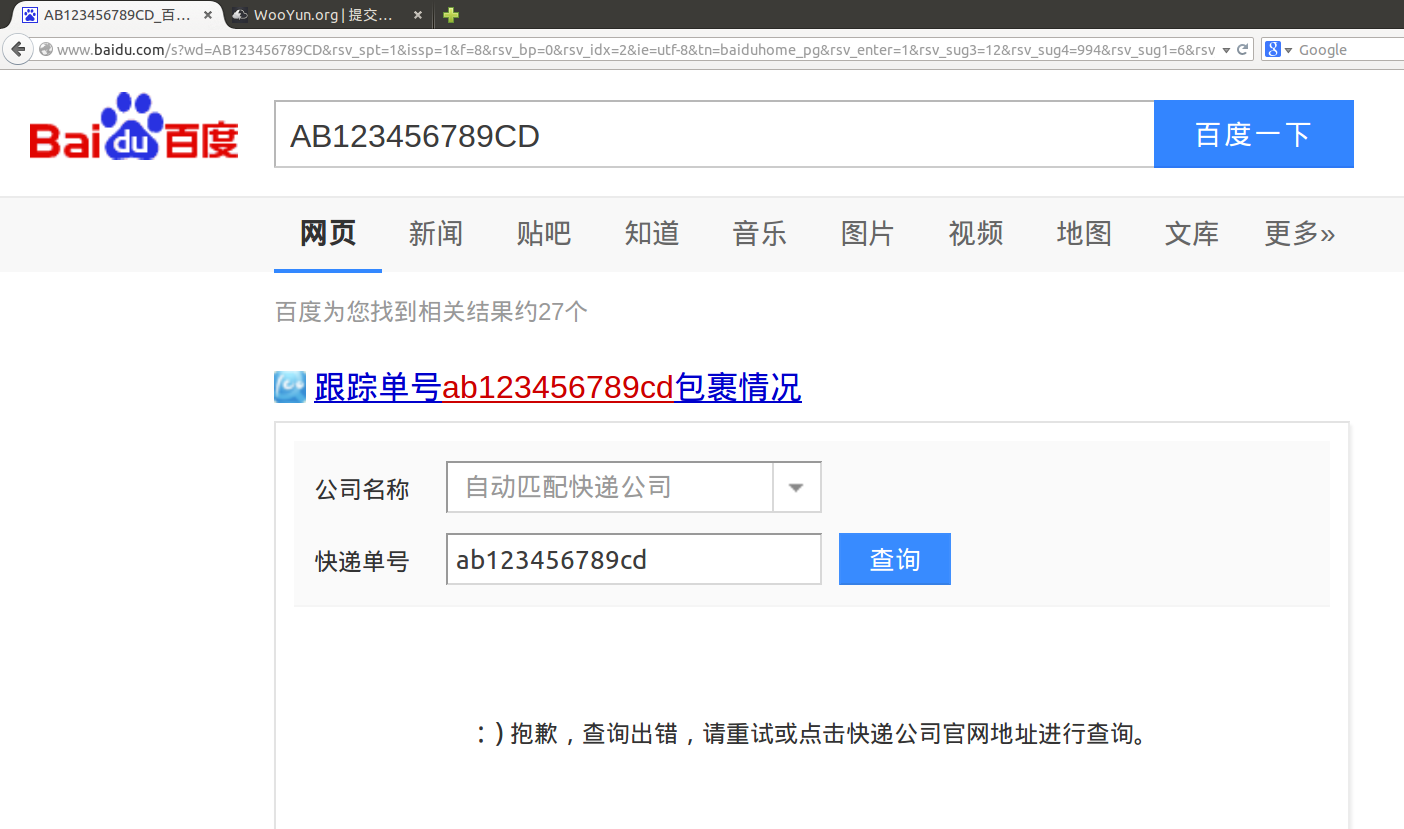 AB123456789CD_百... WooYun.org | 提交...
www.baidu.com/s?wd=AB123456789CD&rsv_spt=1&issp=1&f=8&rsv_bp=0&rsv_idx=2&ie=utf-8&tn=baiduhome_pg&rsv_enter=1&rsv_sug3=12&rsv_sug4=994&rsv_sug1=6&rsv Google
Baidu百度 AB123456789CD 百度一下
网页 新闻 贴吧 知道 音乐 图片 视频 地图 文库 更多»
百度为您找到相关结果约27个
跟踪单号ab123456789cd包裹情况
公司名称 自动匹配快递公司
快递单号 ab123456789cd 查询
：) 抱歉，查询出错，请重试或点击快递公司官网地址进行查询。